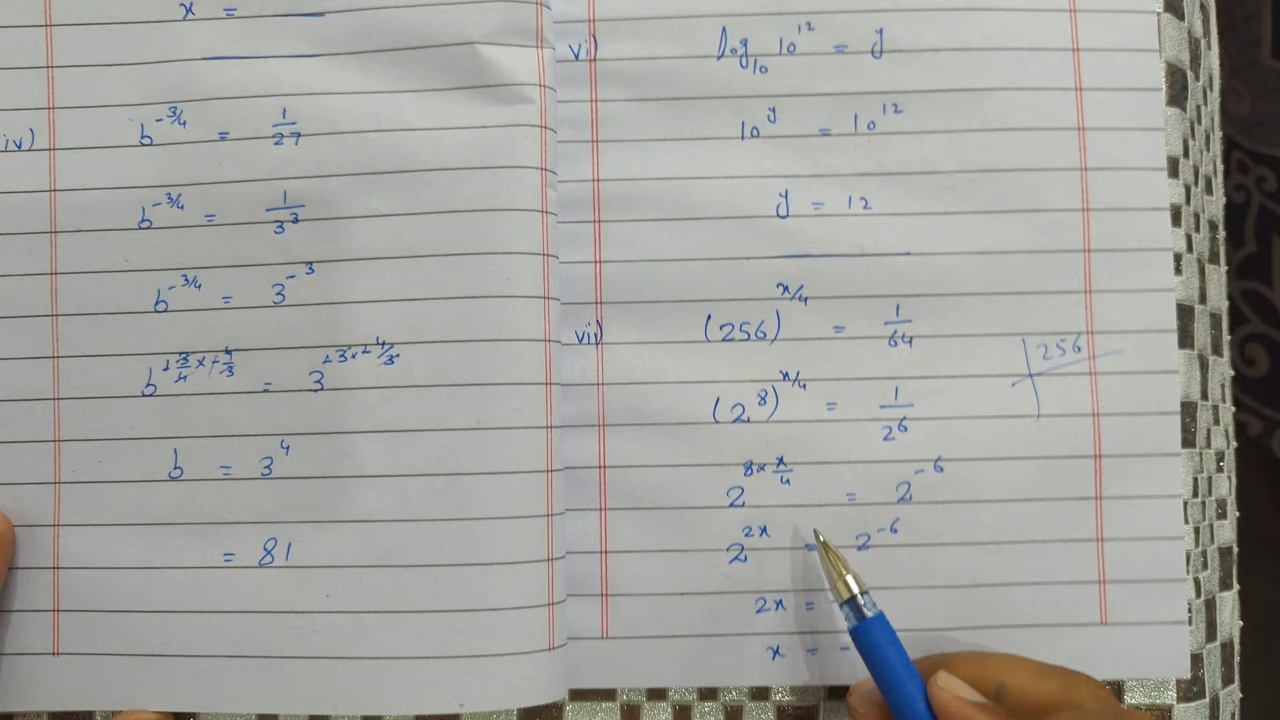 x =
iv) b^{-3/4} = 1/27
b^{-3/4} = 1/3^3
b^{-3/4} = 3^{-3}
b^{+3/4 x +4/3} = 3^{+3 x +4/3}
b = 3^4
= 81
vi) log_{10} 10^{12} = y
10^y = 10^{12}
y = 12
vii) (256)^{x/4} = 1/64
256
(2^8)^{x/4} = 1/2^6
2^{8 × x/4} = 2^{-6}
2^{2x} = 2^{-6}
2x = -
x = -